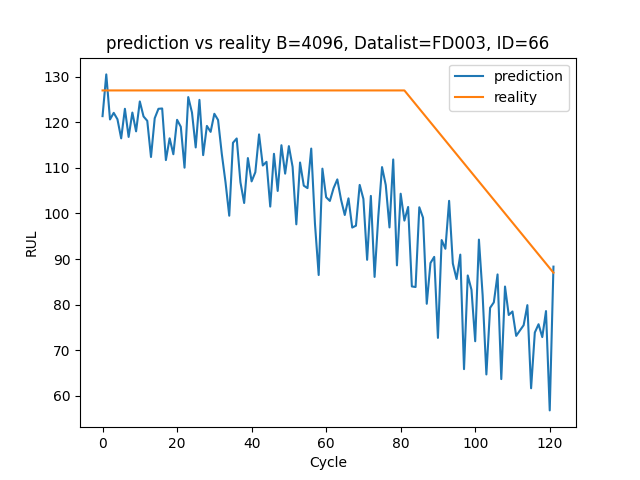 prediction vs reality B=4096, Datalist=FD003, ID=66
prediction
reality
RUL
130
120
110
100
90
80
70
60
0 20 40 60 80 100 120
Cycle